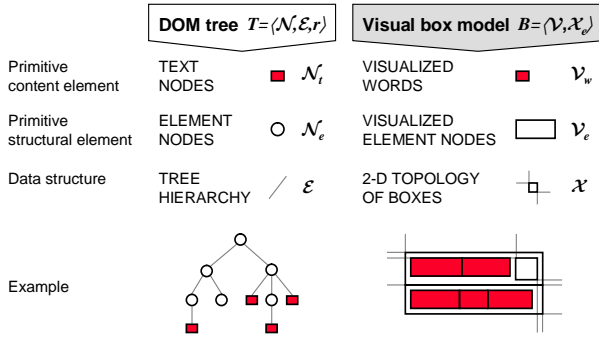 DOM tree T=⟨𝒩,ℰ,r⟩ Visual box model B=⟨𝒱,𝒳e⟩
Primitive content element
TEXT NODES 𝒩t
VISUALIZED WORDS 𝒱w
Primitive structural element
ELEMENT NODES 𝒩e
VISUALIZED ELEMENT NODES 𝒱e
Data structure
TREE HIERARCHY ℰ
2-D TOPOLOGY OF BOXES 𝒳
Example